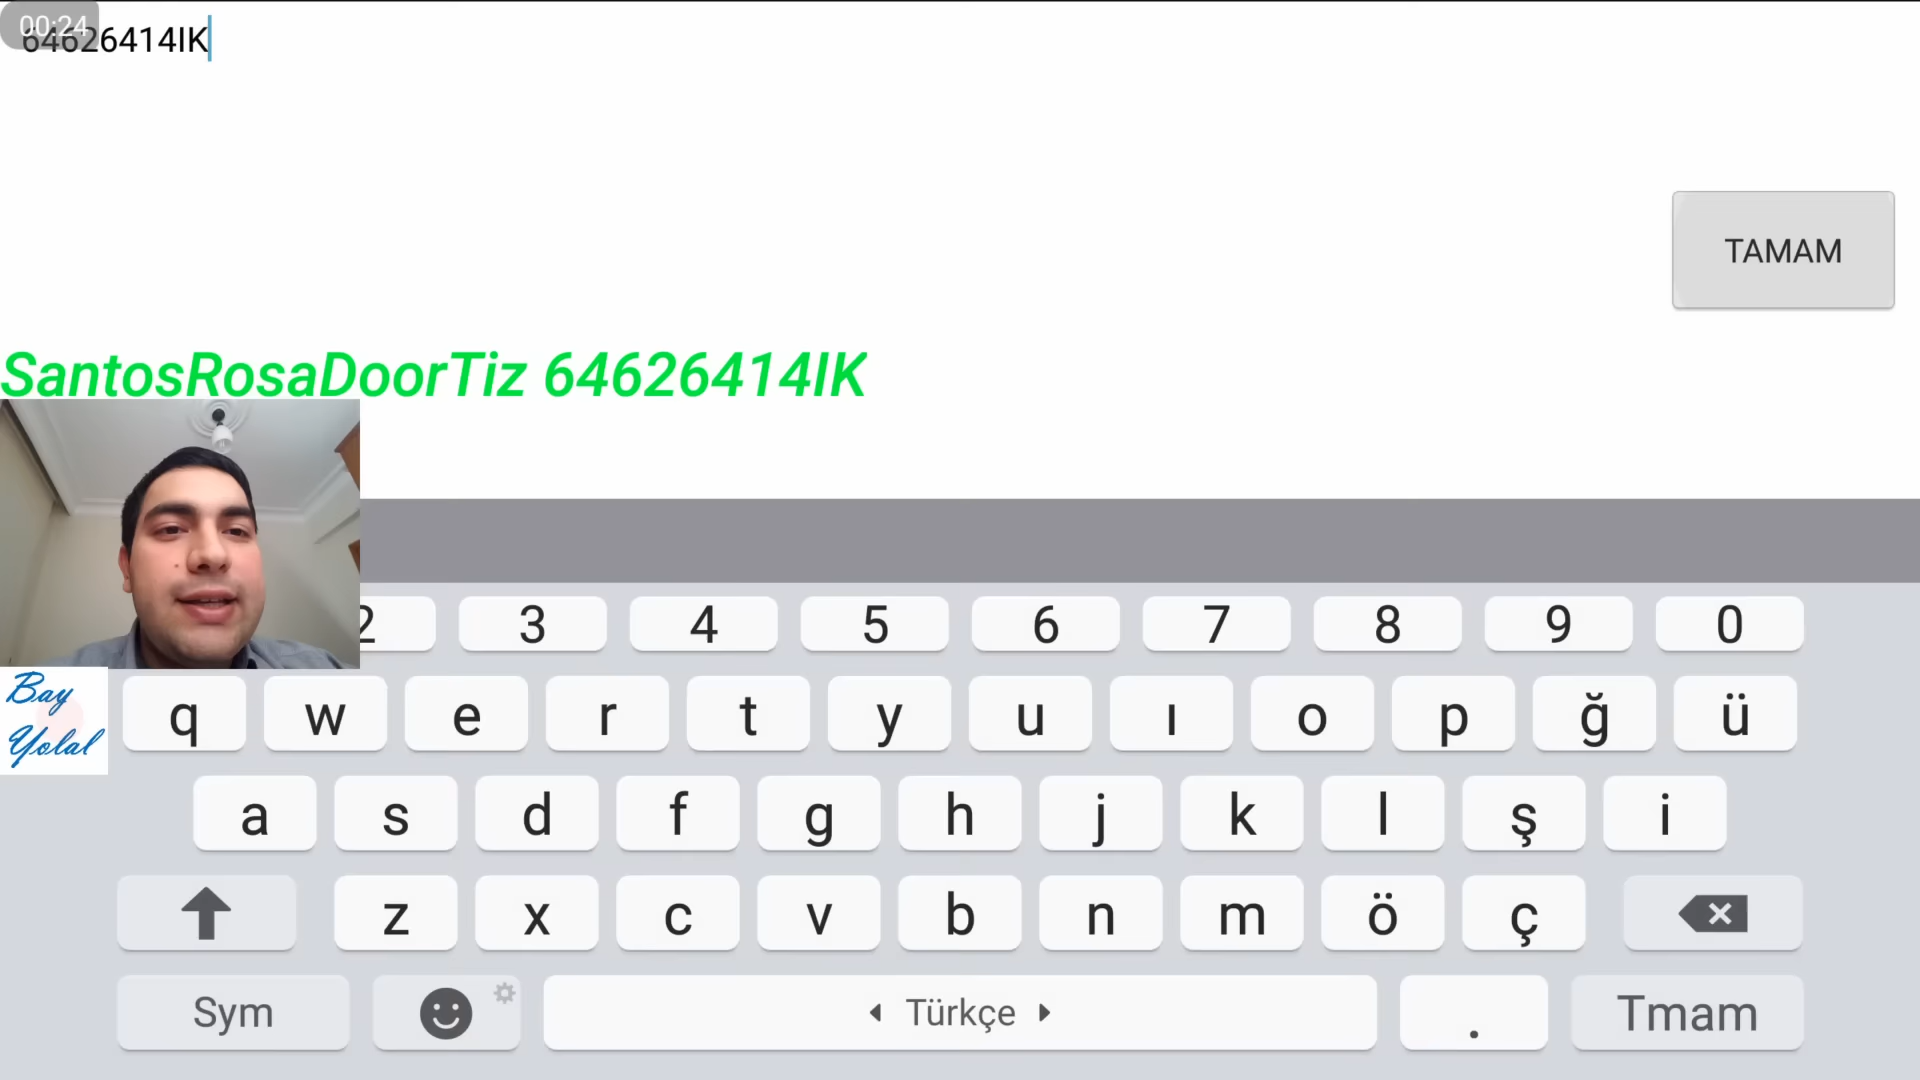 00:24
64626414IK
TAMAM
SantosRosaDoorTiz 64626414IK
2 3 4 5 6 7 8 9 0
Bay
Yolal
q w e r t y u ı o p ğ ü
a s d f g h j k l ş i
z x c v b n m ö ç
Sym Türkçe . Tmam